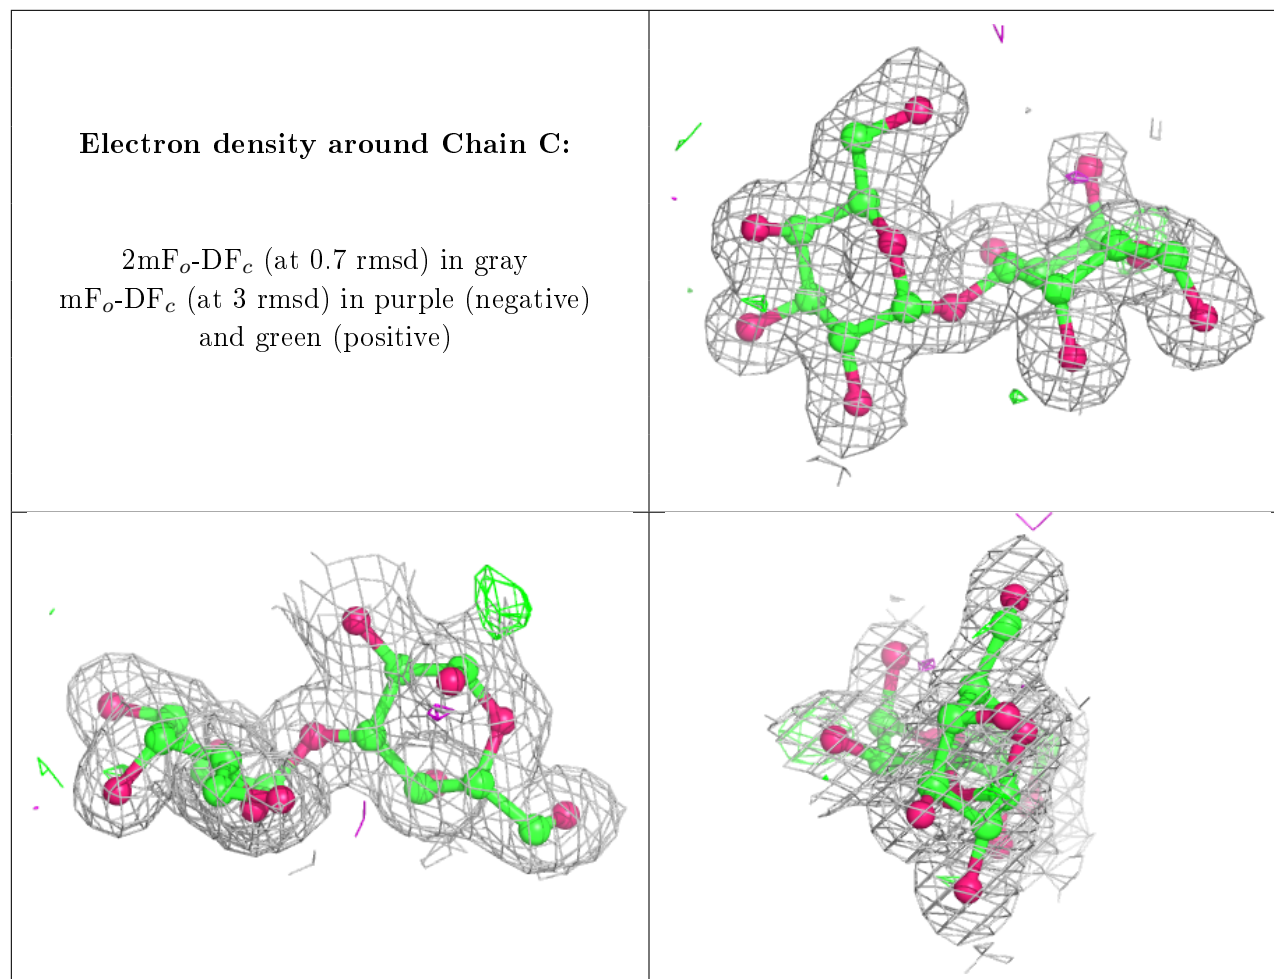 Electron density around Chain C:
2mFₒ-DF𝒸 (at 0.7 rmsd) in gray
mFₒ-DF𝒸 (at 3 rmsd) in purple (negative)
and green (positive)